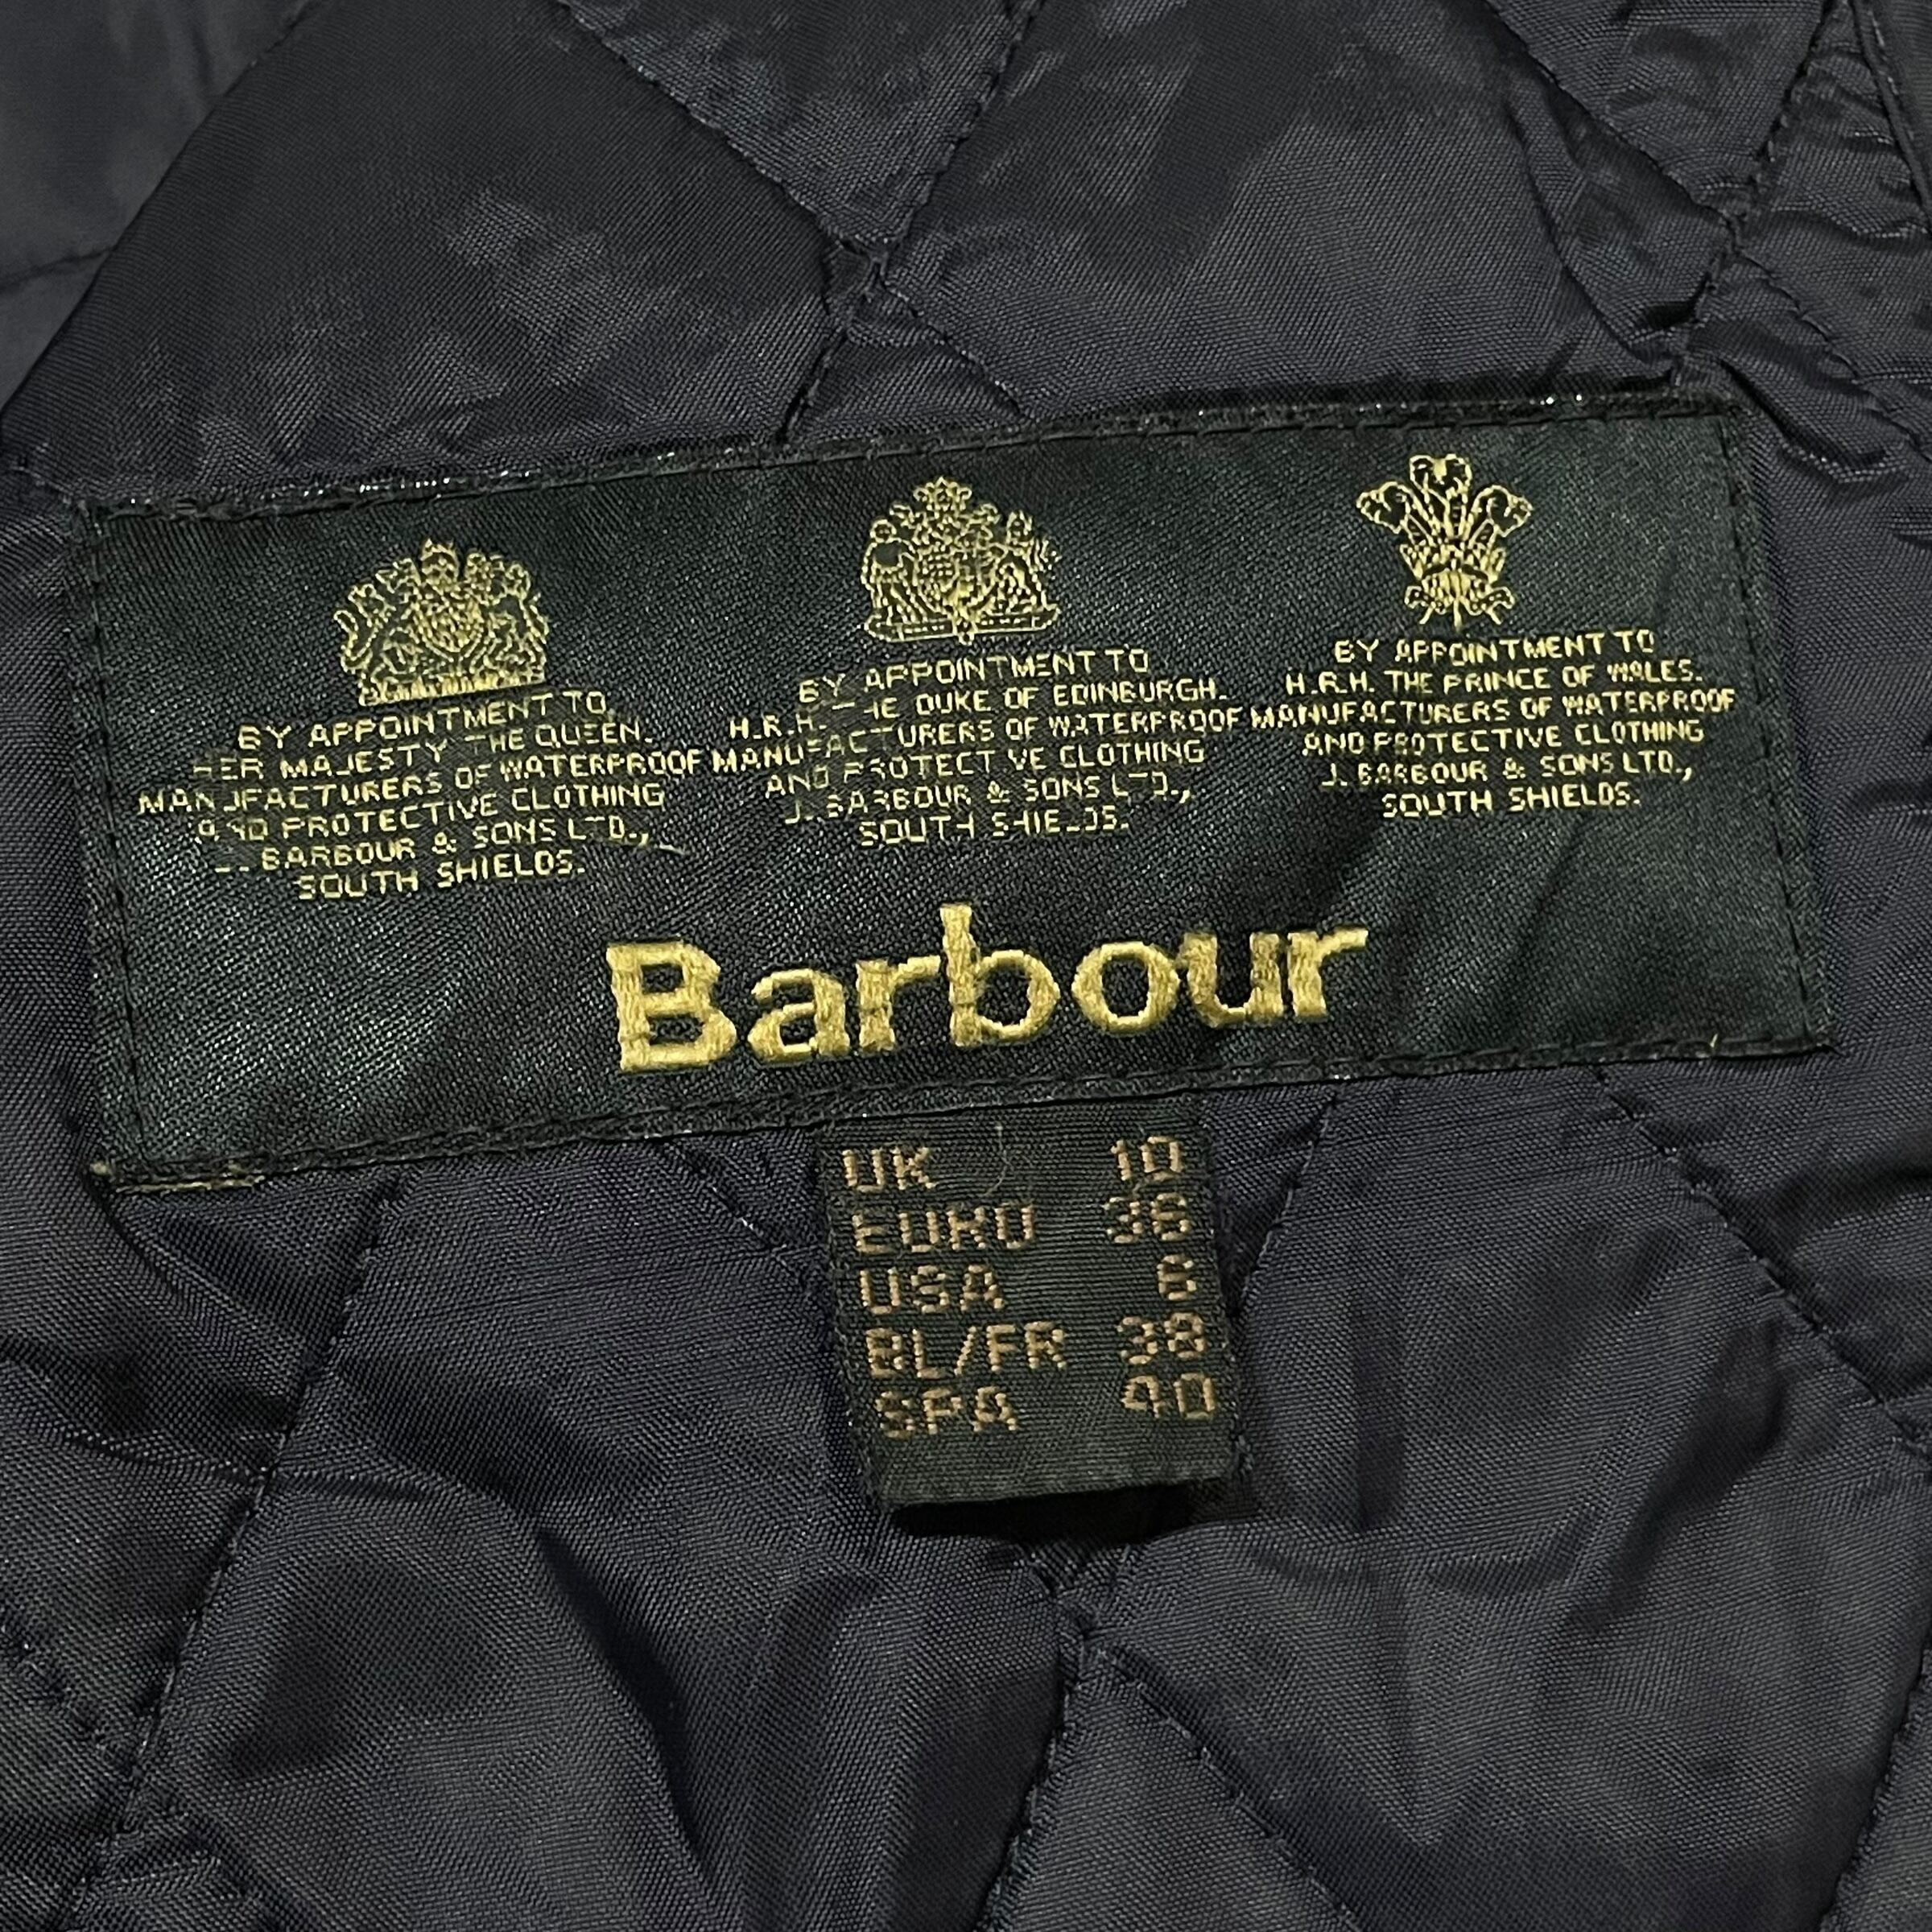 BY APPOINTMENT TO
HER MAJESTY THE QUEEN.
MANUFACTURERS OF WATERPROOF
AND PROTECTIVE CLOTHING
J. BARBOUR & SONS LTD.,
SOUTH SHIELDS.
BY APPOINTMENT TO
H.R.H. THE DUKE OF EDINBURGH.
MANUFACTURERS OF WATERPROOF
AND PROTECTIVE CLOTHING
J. BARBOUR & SONS LTD.,
SOUTH SHIELDS.
BY APPOINTMENT TO
H.R.H. THE PRINCE OF WALES.
MANUFACTURERS OF WATERPROOF
AND PROTECTIVE CLOTHING
J. BARBOUR & SONS LTD.,
SOUTH SHIELDS.
Barbour
UK 10
EURO 36
USA 6
BL/FR 38
SPA 40